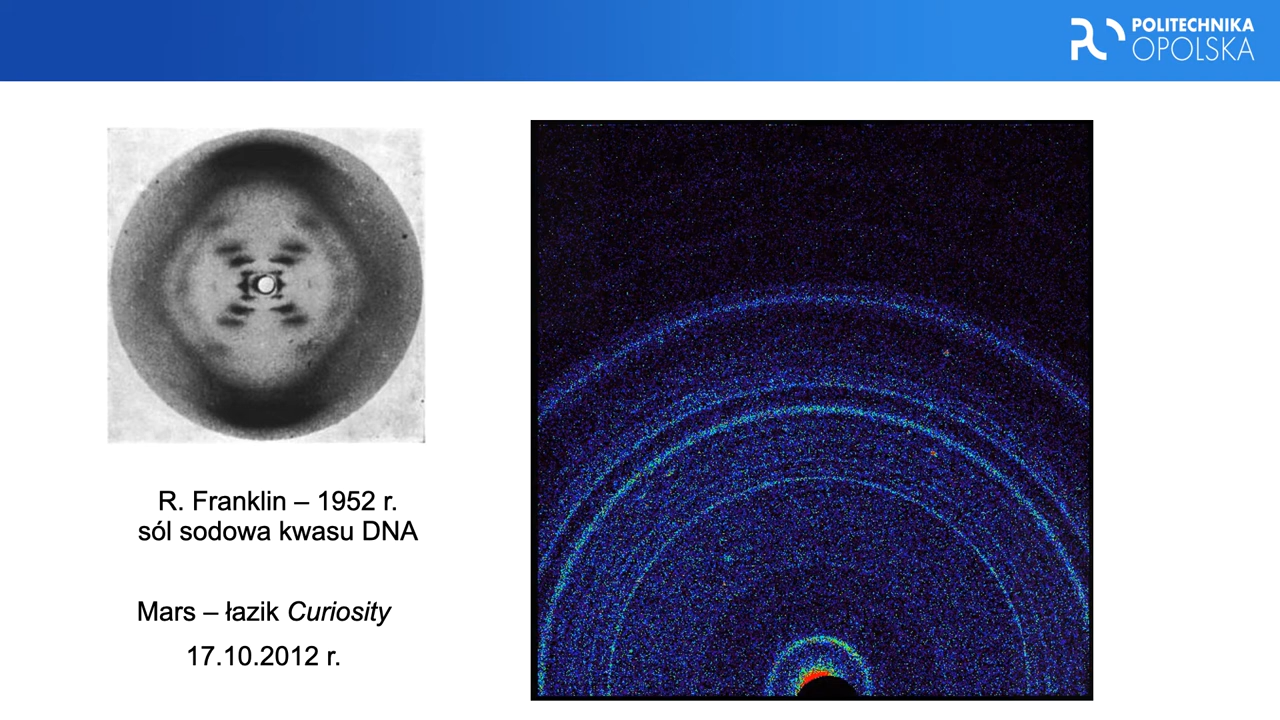 POLITECHNIKA
OPOLSKA
R. Franklin – 1952 r.
sól sodowa kwasu DNA
Mars – łazik Curiosity
17.10.2012 r.